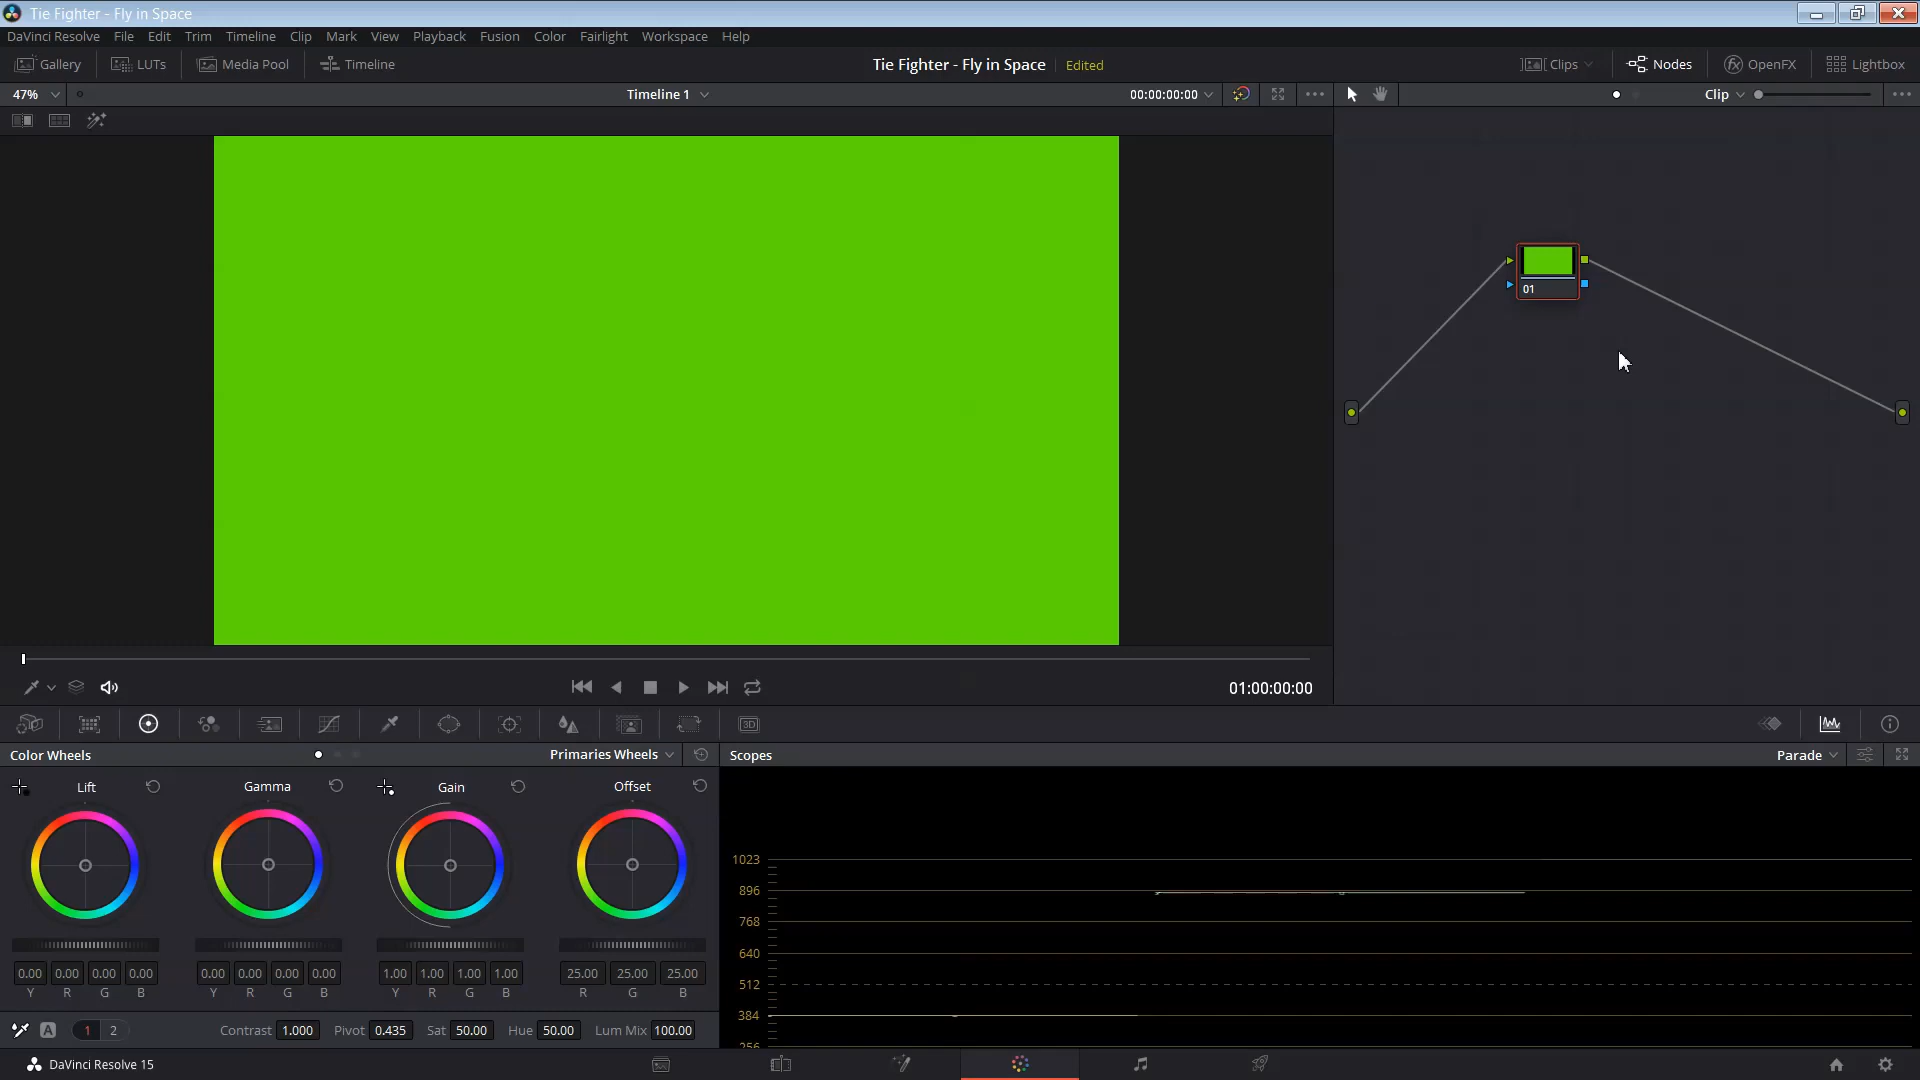 Tie Fighter - Fly in Space
DaVinci Resolve File Edit Trim Timeline Clip Mark View Playback Fusion Color Fairlight Workspace Help
Gallery LUTs Media Pool Timeline Tie Fighter - Fly in Space Edited Clips Nodes fx OpenFX Lightbox
47% Timeline 1 00:00:00:00 Clip
01
01:00:00:00
3D
Color Wheels Primaries Wheels Scopes Parade
Lift Gamma Gain Offset
1023
896
768
640
0.00 0.00 0.00 0.00 0.00 0.00 0.00 0.00 1.00 1.00 1.00 1.00 25.00 25.00 25.00
512
Y R G B Y R G B Y R G B R G B
384
A 1 2 Contrast 1.000 Pivot 0.435 Sat 50.00 Hue 50.00 Lum Mix 100.00
256
DaVinci Resolve 15